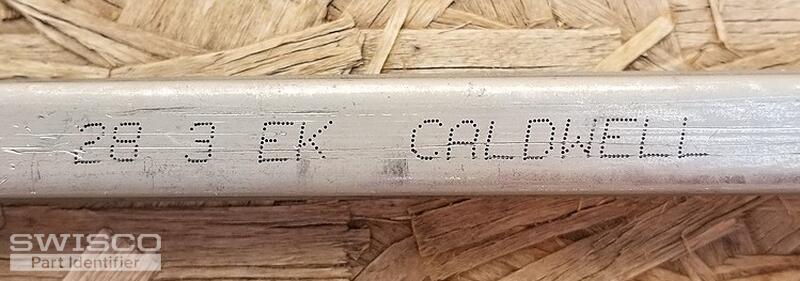 28 3 EK CALDWELL
SWISCO
Part Identifier